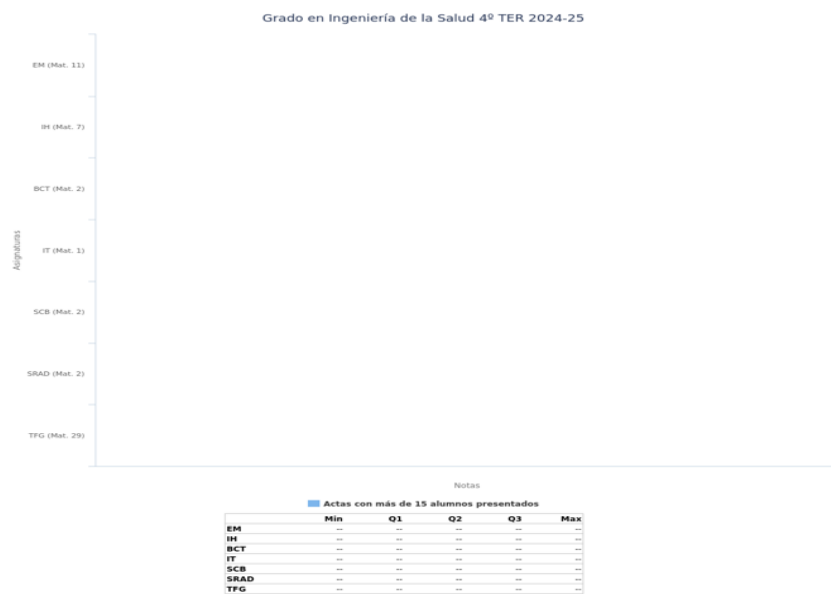 Grado en Ingeniería de la Salud 4º TER 2024-25
EM (Mat. 11)
IH (Mat. 7)
BCT (Mat. 2)
IT (Mat. 1)
SCB (Mat. 2)
SRAD (Mat. 2)
TFG (Mat. 29)
Asignaturas
Notas
Actas con más de 15 alumnos presentados
Min Q1 Q2 Q3 Max
EM -- -- -- -- --
IH -- -- -- -- --
BCT -- -- -- -- --
IT -- -- -- -- --
SCB -- -- -- -- --
SRAD -- -- -- -- --
TFG -- -- -- -- --